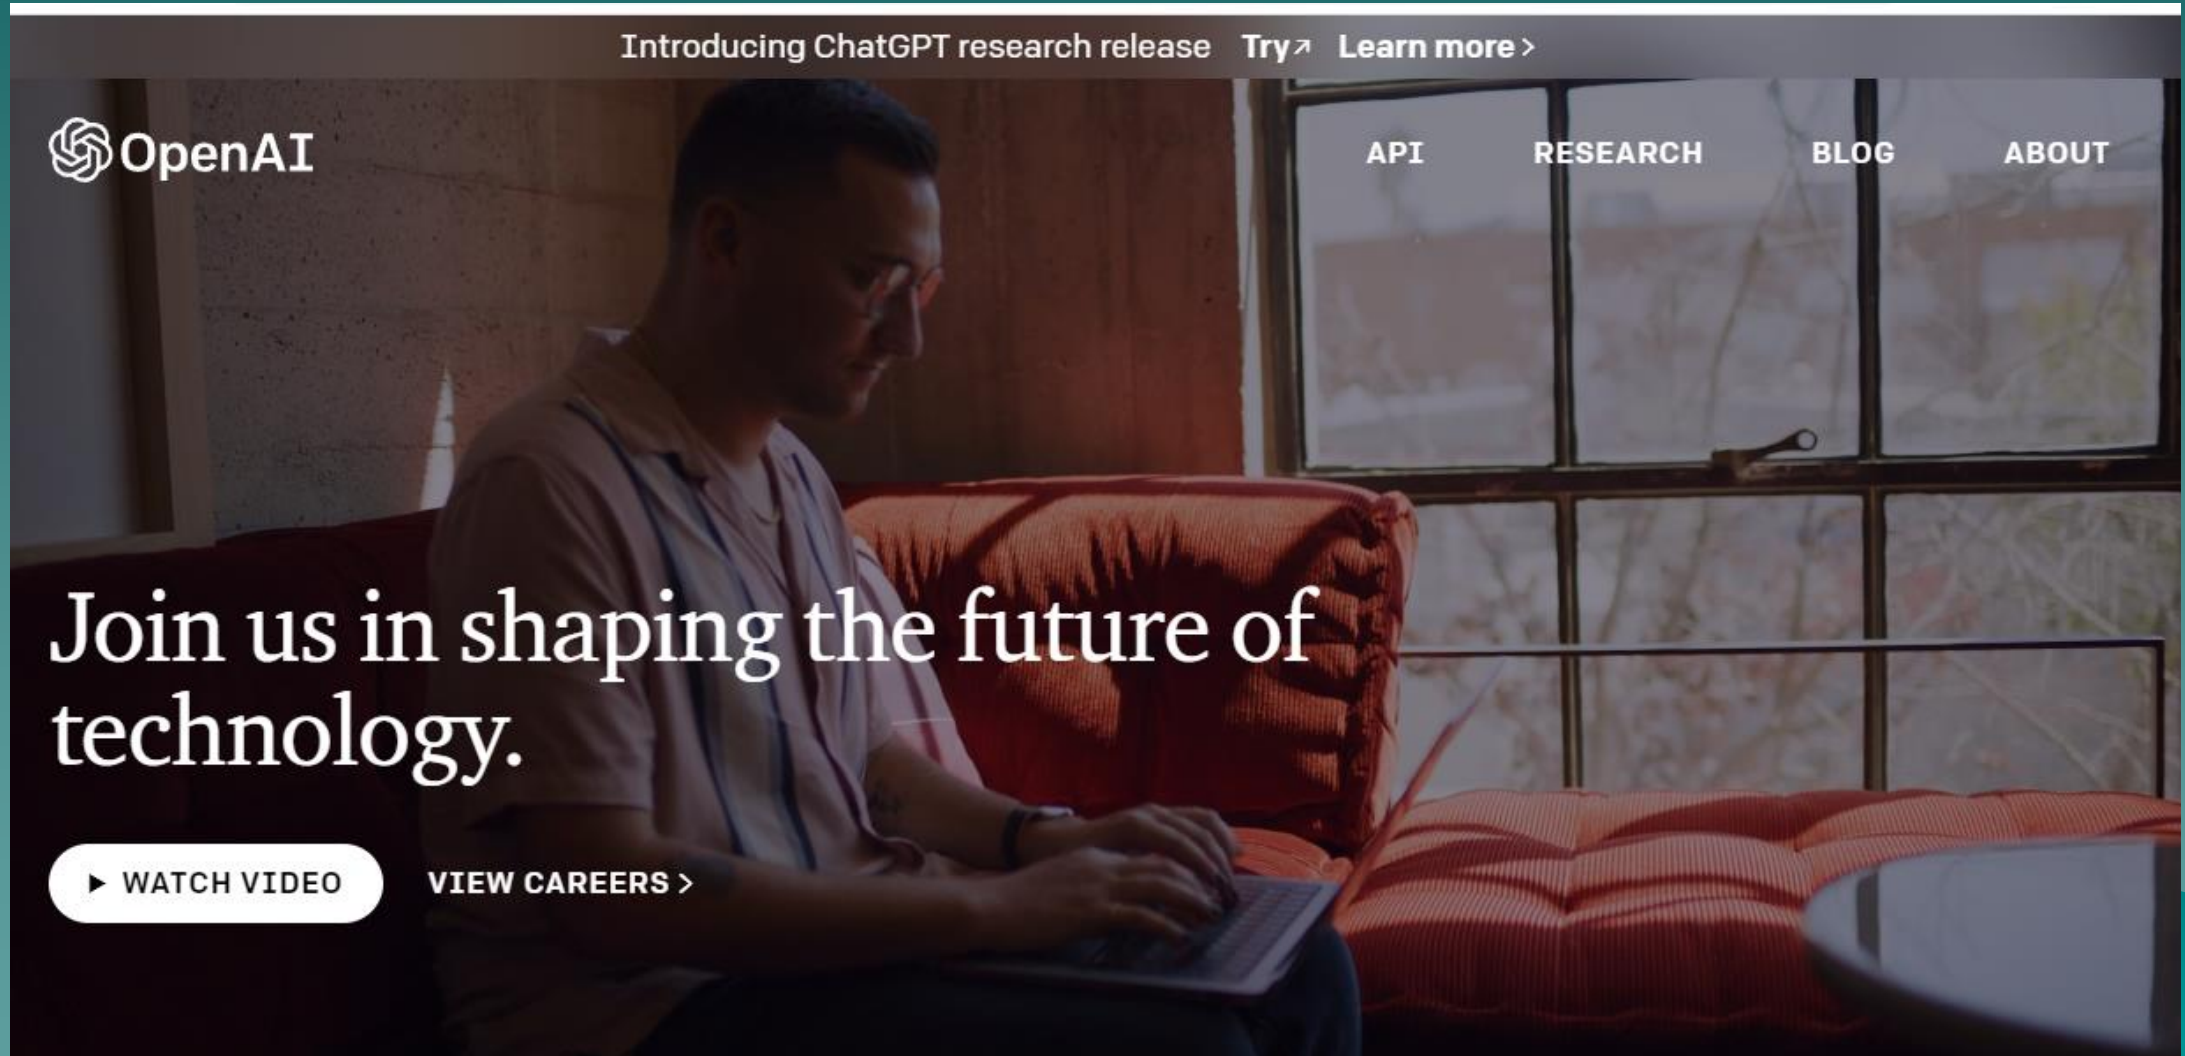 Introducing ChatGPT research release Try↗ Learn more >
OpenAI
API RESEARCH BLOG ABOUT
Join us in shaping the future of
technology.
▶ WATCH VIDEO VIEW CAREERS >